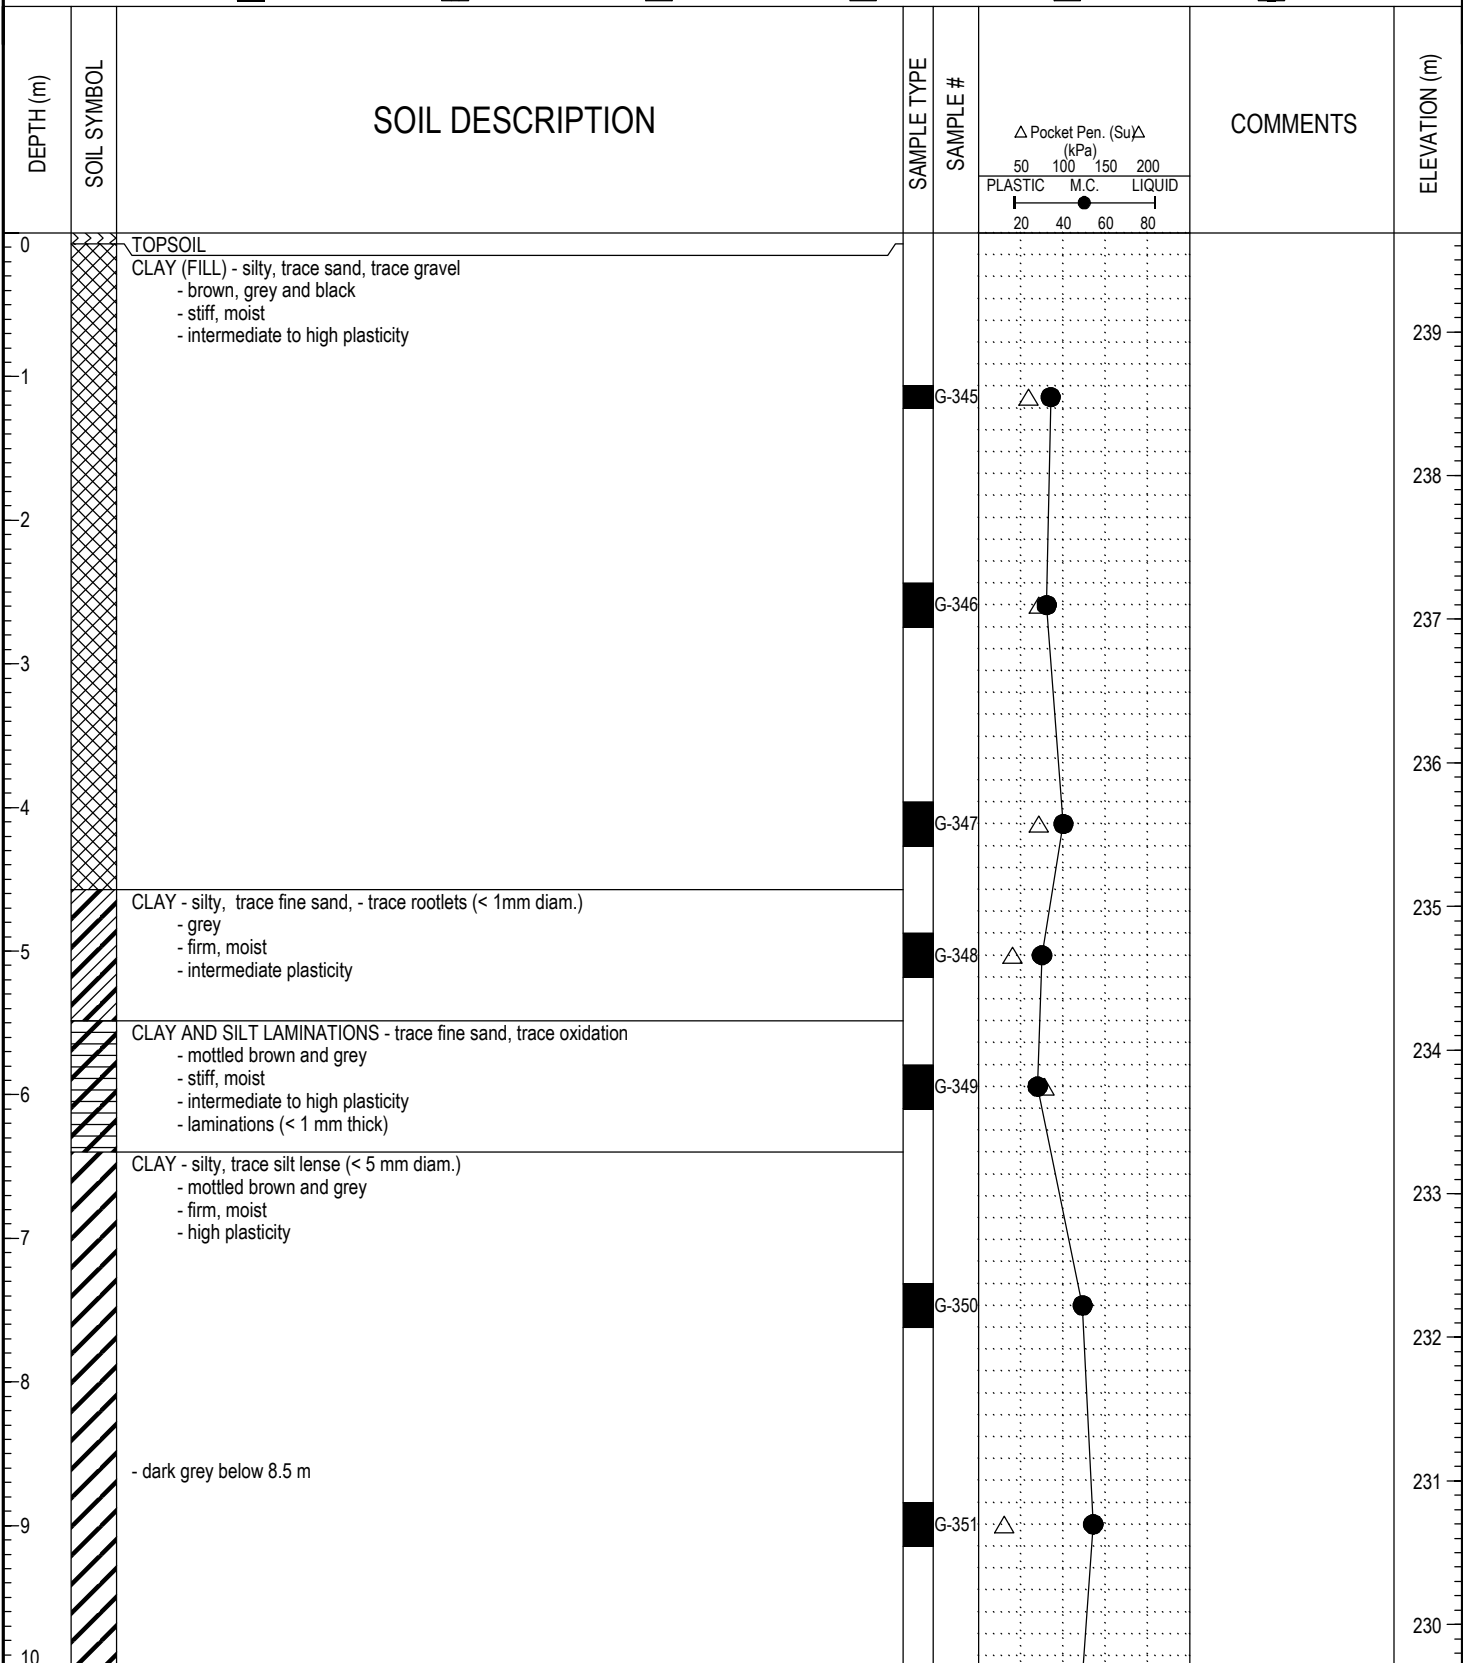 DEPTH (m)
SOIL SYMBOL
SOIL DESCRIPTION
SAMPLE TYPE
SAMPLE #
△ Pocket Pen. (Su)△
(kPa)
50 100 150 200
PLASTIC M.C. LIQUID
20 40 60 80
COMMENTS
ELEVATION (m)
0
TOPSOIL
CLAY (FILL) - silty, trace sand, trace gravel
- brown, grey and black
- stiff, moist
- intermediate to high plasticity
239
1
G-345
238
2
G-346
237
3
236
4
G-347
CLAY - silty, trace fine sand, - trace rootlets (< 1mm diam.)
235
- grey
- firm, moist
5
G-348
- intermediate plasticity
CLAY AND SILT LAMINATIONS - trace fine sand, trace oxidation
234
- mottled brown and grey
- stiff, moist
G-349
6
- intermediate to high plasticity
- laminations (< 1 mm thick)
CLAY - silty, trace silt lense (< 5 mm diam.)
- mottled brown and grey
233
- firm, moist
- high plasticity
7
G-350
232
8
- dark grey below 8.5 m
231
9
G-351
230
10